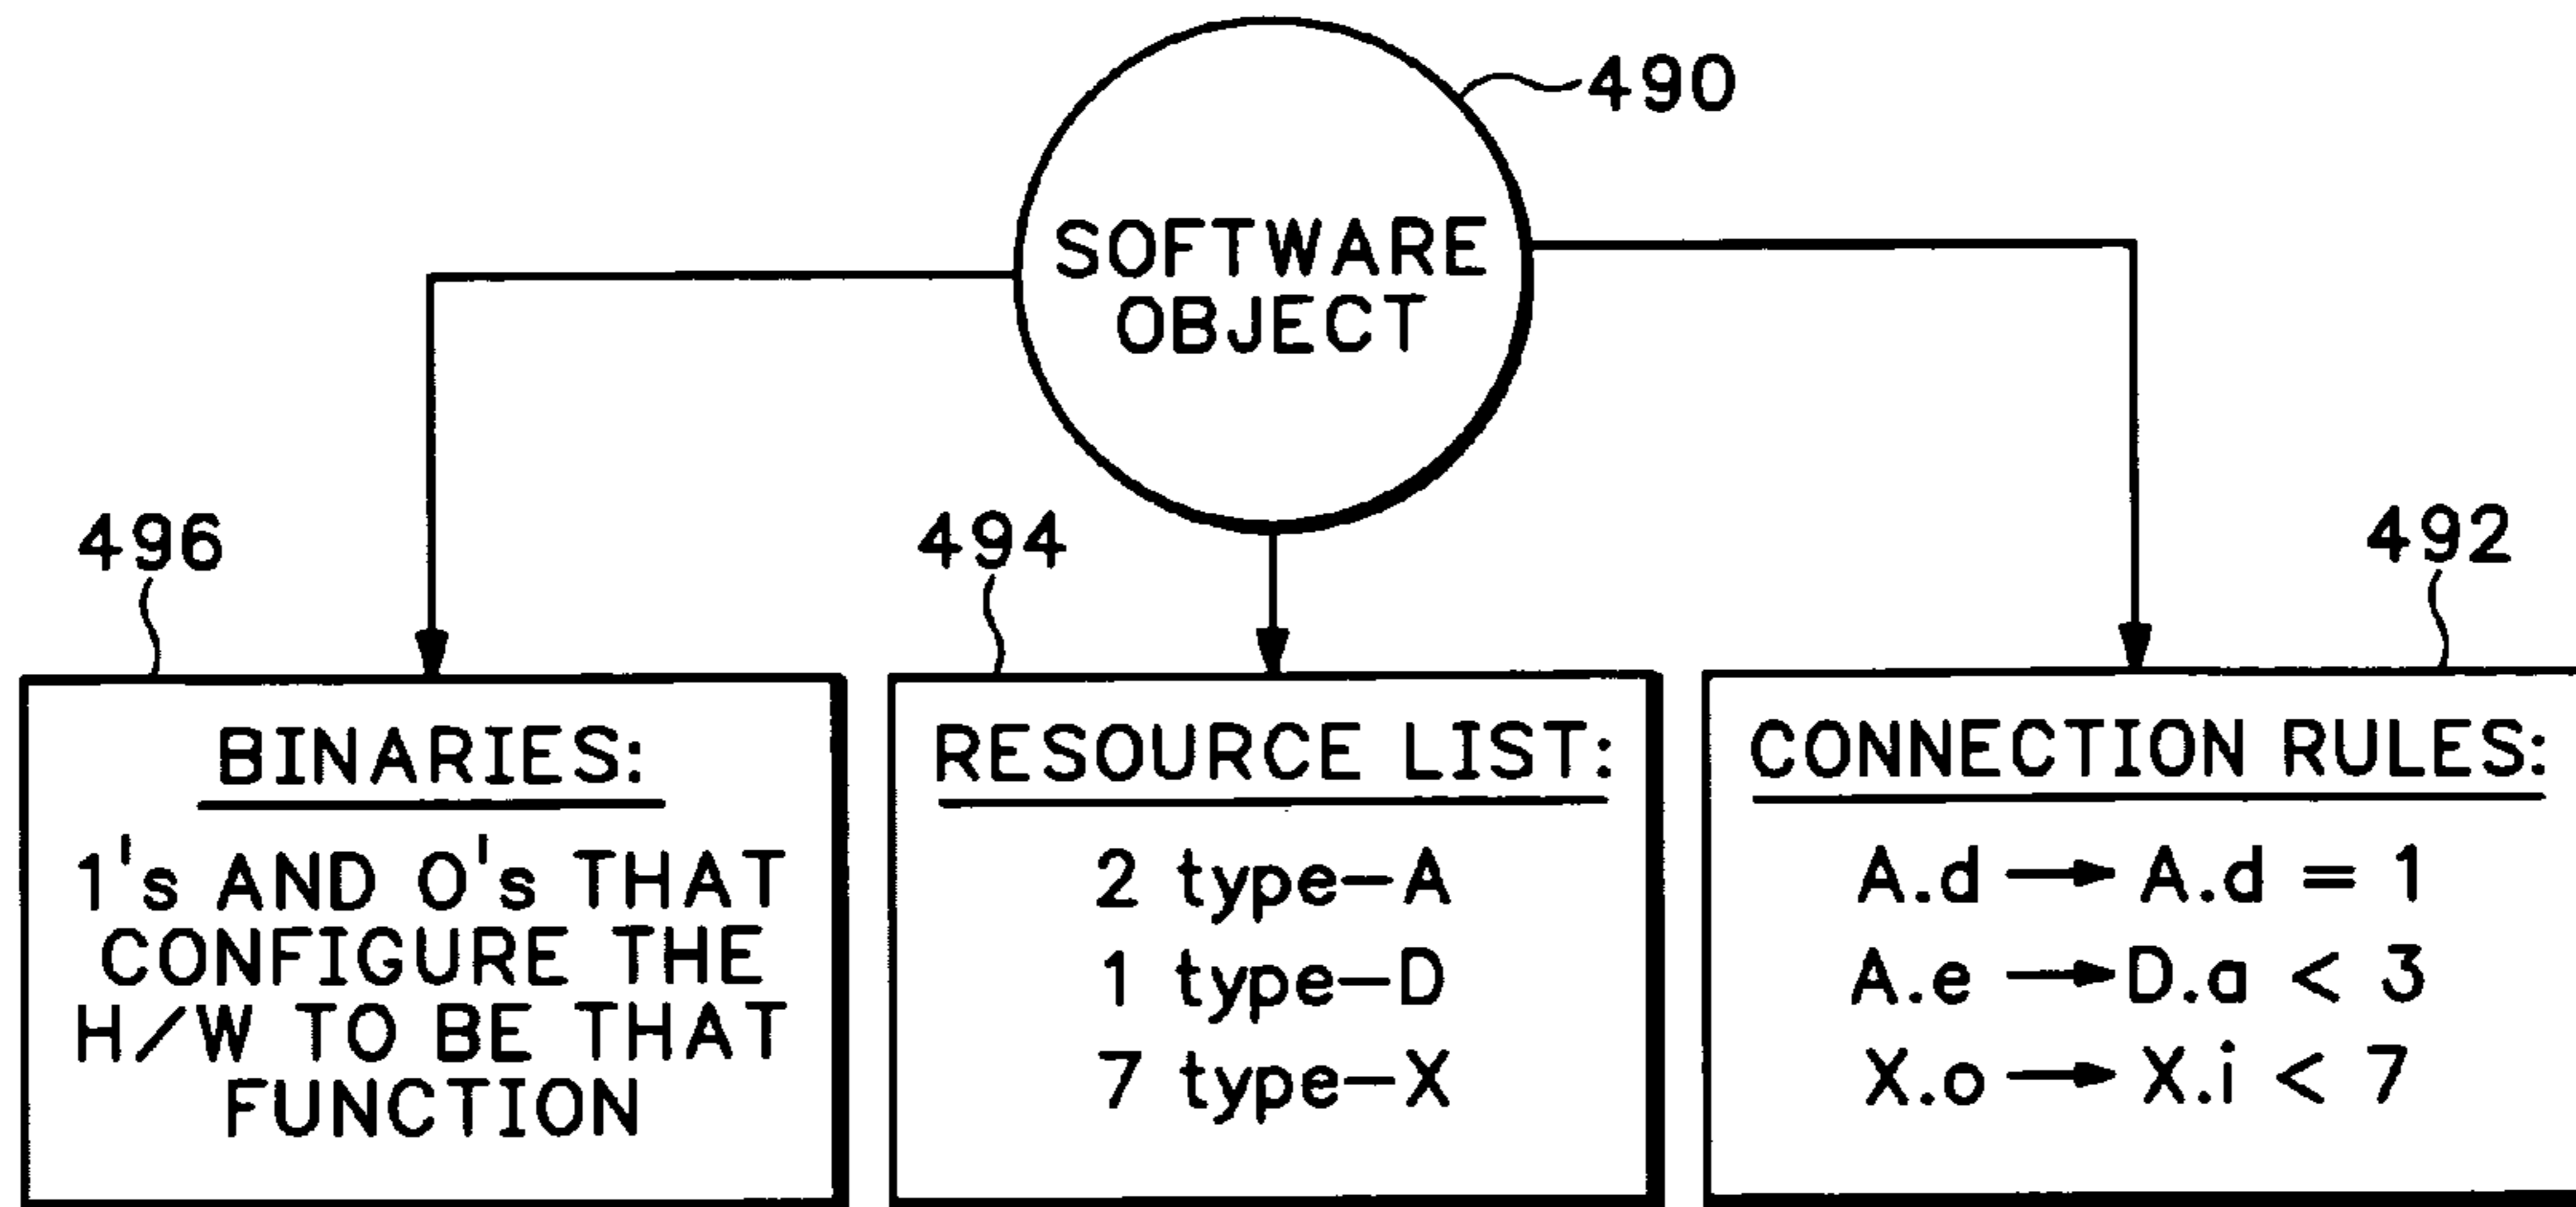 490
SOFTWARE
OBJECT
496
494
492
BINARIES:
1's AND 0's THAT
CONFIGURE THE
H/W TO BE THAT
FUNCTION
RESOURCE LIST:
2 type-A
1 type-D
7 type-X
CONNECTION RULES:
A.d → A.d = 1
A.e → D.a < 3
X.o → X.i < 7